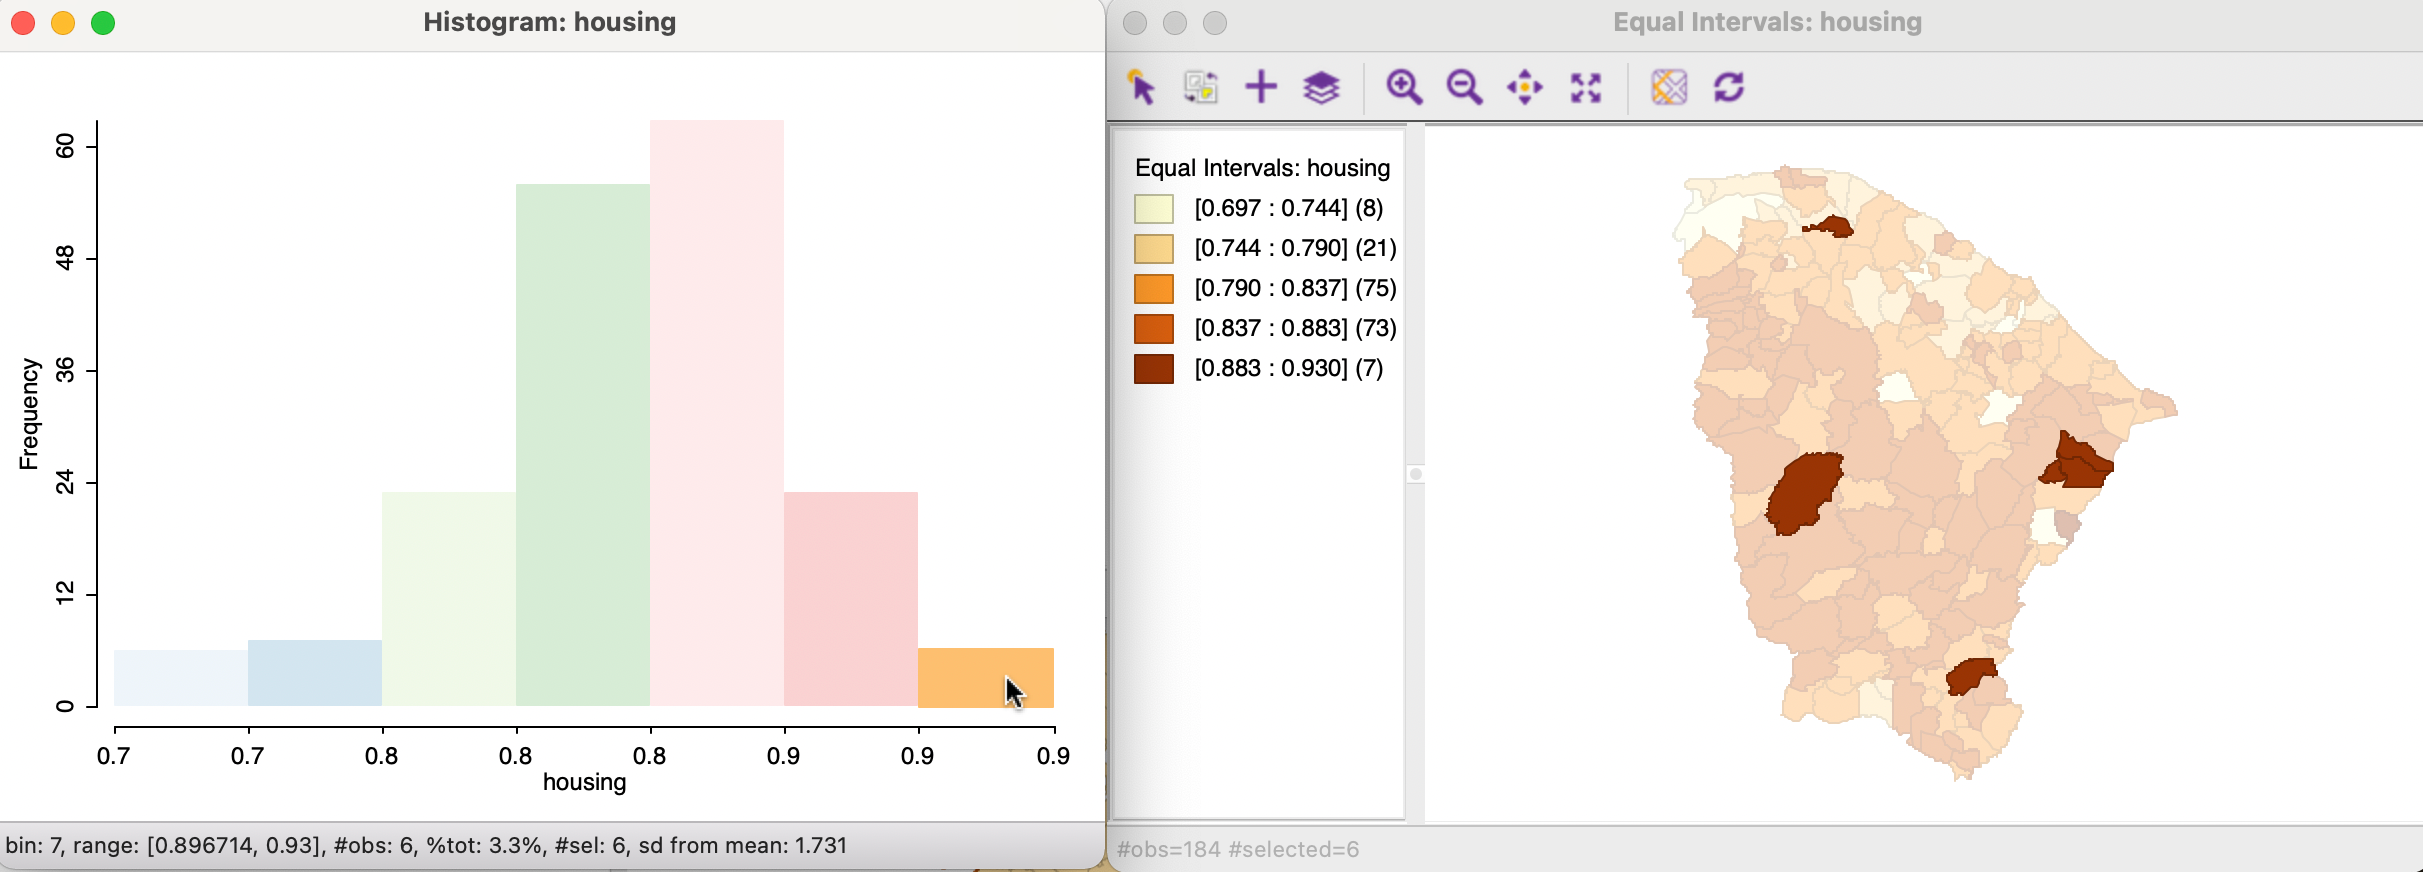 Histogram: housing
60
48
36
24
12
0
Frequency
0.7 0.7 0.8 0.8 0.8 0.9 0.9 0.9
housing
bin: 7, range: [0.896714, 0.93], #obs: 6, %tot: 3.3%, #sel: 6, sd from mean: 1.731
Equal Intervals: housing
Equal Intervals: housing
[0.697 : 0.744] (8)
[0.744 : 0.790] (21)
[0.790 : 0.837] (75)
[0.837 : 0.883] (73)
[0.883 : 0.930] (7)
#obs=184 #selected=6